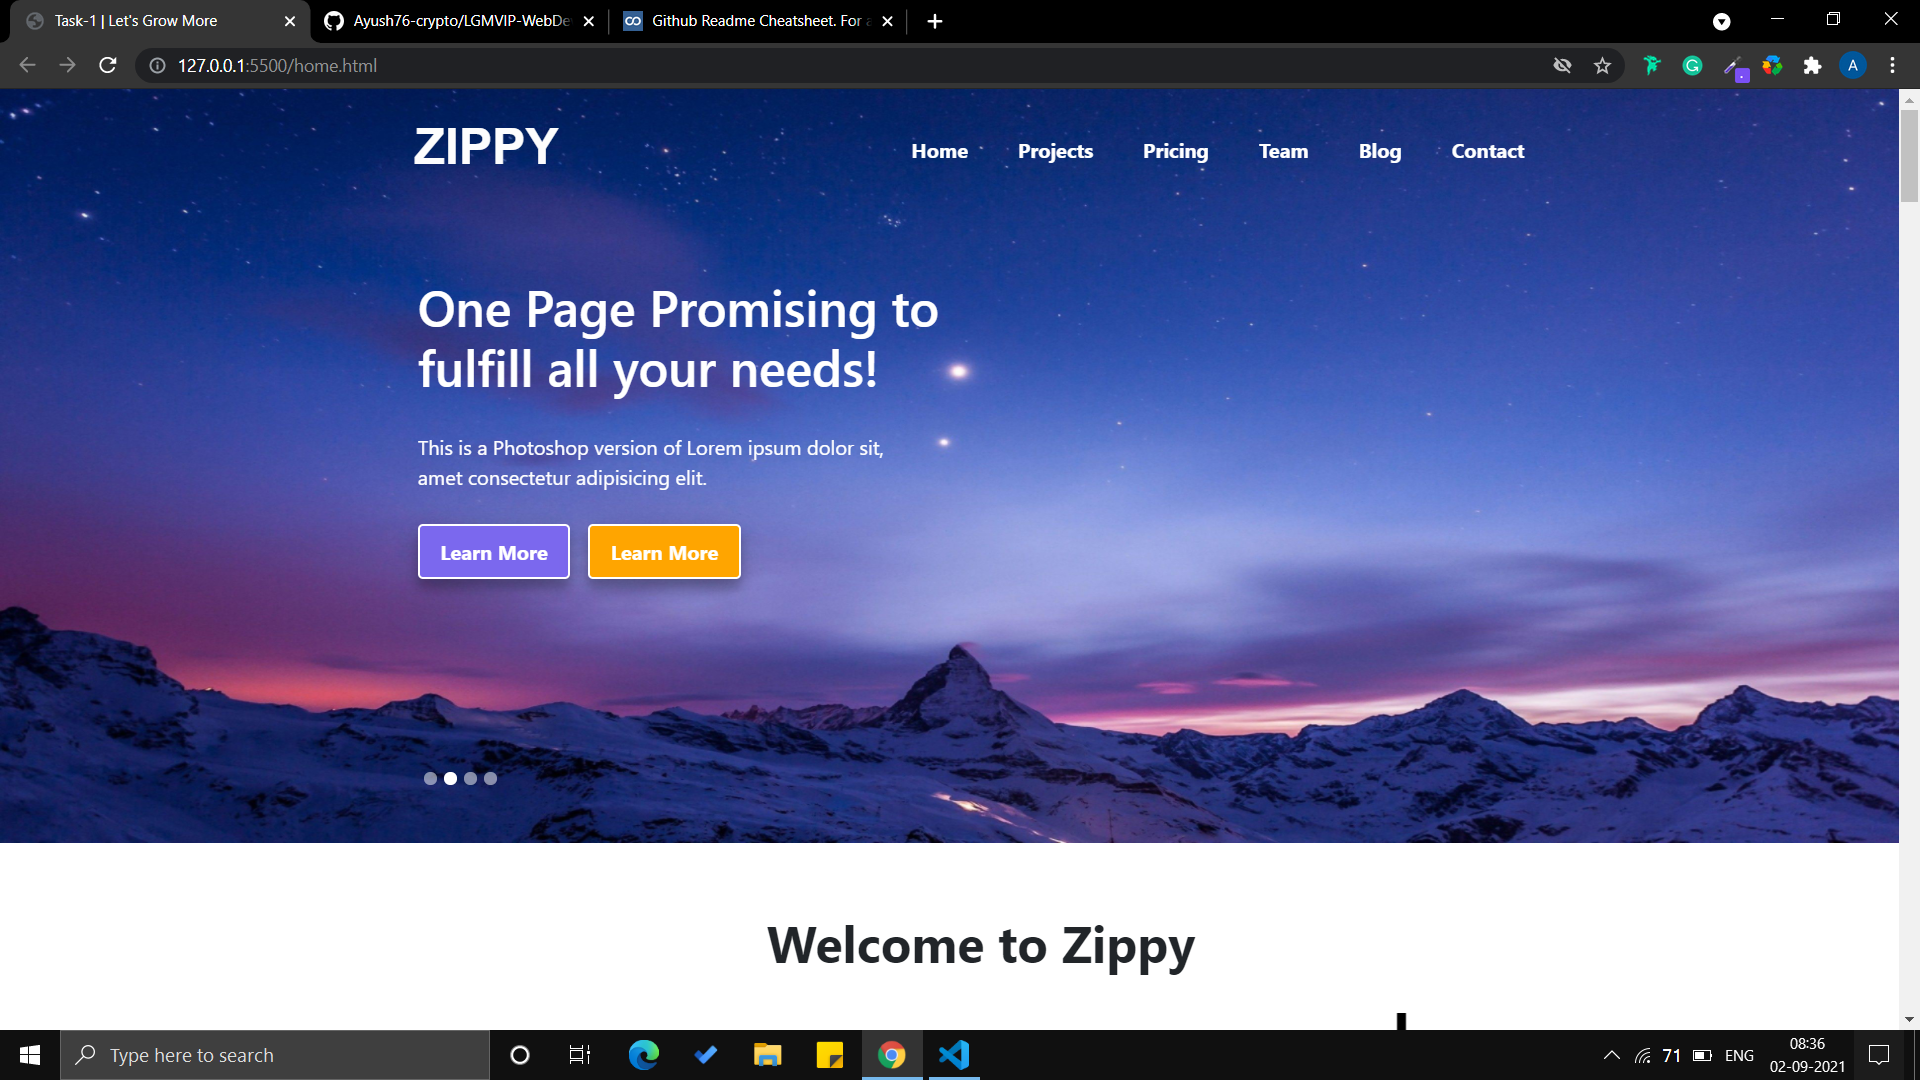 Task-1 | Let's Grow More
Ayush76-crypto/LGMVIP-WebDe
Github Readme Cheatsheet. For a
127.0.0.1:5500/home.html
A
ZIPPY
Home Projects Pricing Team Blog Contact
One Page Promising to
fulfill all your needs!
This is a Photoshop version of Lorem ipsum dolor sit,
amet consectetur adipisicing elit.
Learn More Learn More
Welcome to Zippy
Type here to search
71 ENG
08:36
02-09-2021